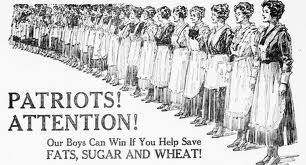 PATRIOTS!
ATTENTION!
Our Boys Can Win If You Help Save
FATS, SUGAR AND WHEAT!